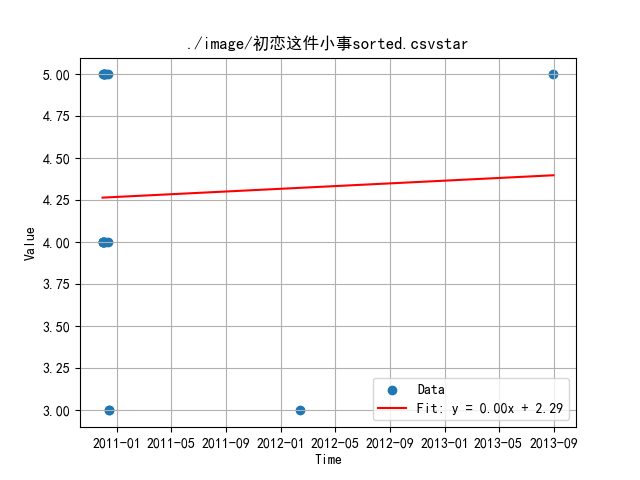 ./image/初恋这件小事sorted.csvstar
5.00
4.75
4.50
4.25
4.00
3.75
3.50
3.25
3.00
Value
2011-01 2011-05 2011-09 2012-01 2012-05 2012-09 2013-01 2013-05 2013-09
Time
Data
Fit: y = 0.00x + 2.29